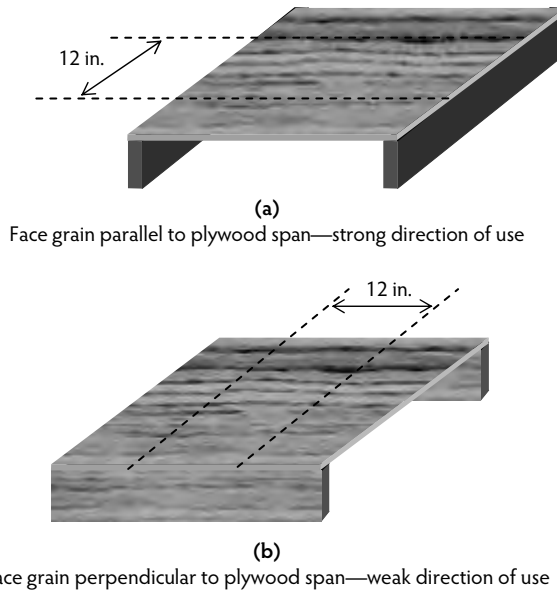 12 in.
(a)
Face grain parallel to plywood span—strong direction of use
12 in.
(b)
ace grain perpendicular to plywood span—weak direction of use